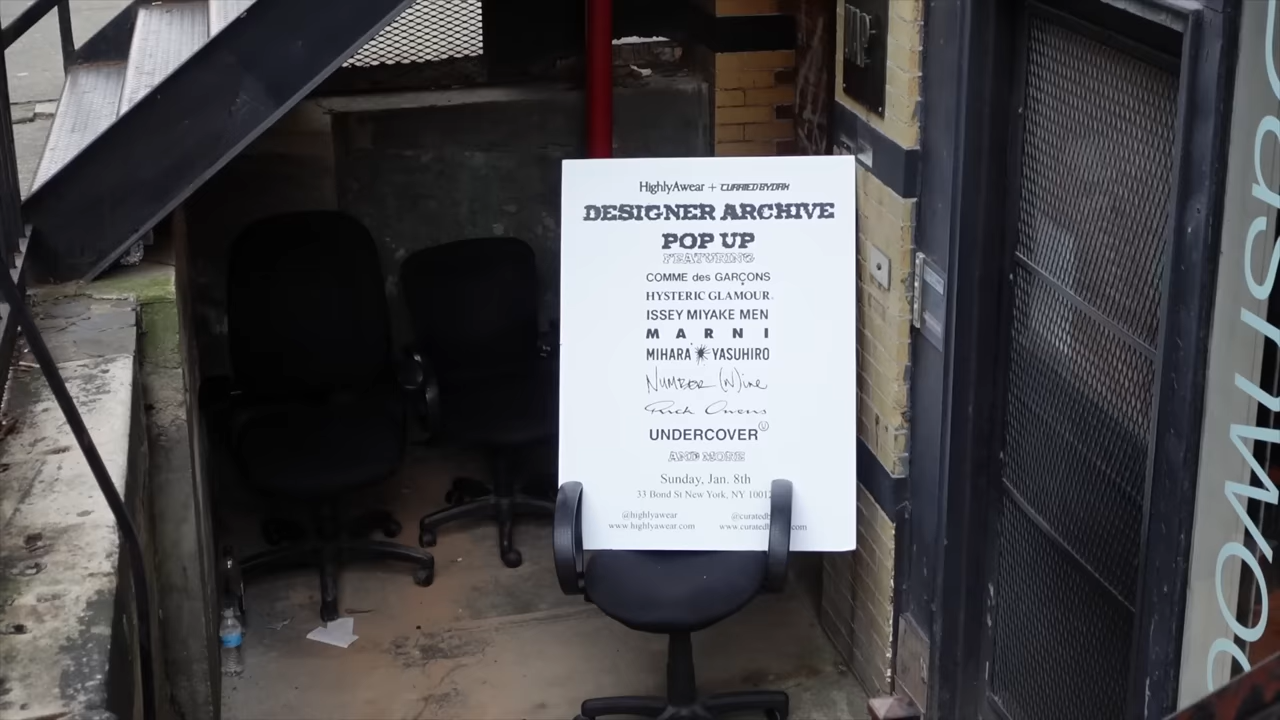 HighlyAwear + CURATEDBYDAX
DESIGNER ARCHIVE
POP UP
FEATURING
COMME des GARÇONS
HYSTERIC GLAMOUR
ISSEY MIYAKE MEN
MARNI
MIHARA YASUHIRO
NUMBER (N)ine
Rick Owens
UNDERCOVER
AND MORE
Sunday, Jan. 8th
33 Bond St New York, NY 10012
@highlyawear
www.highlyawear.com